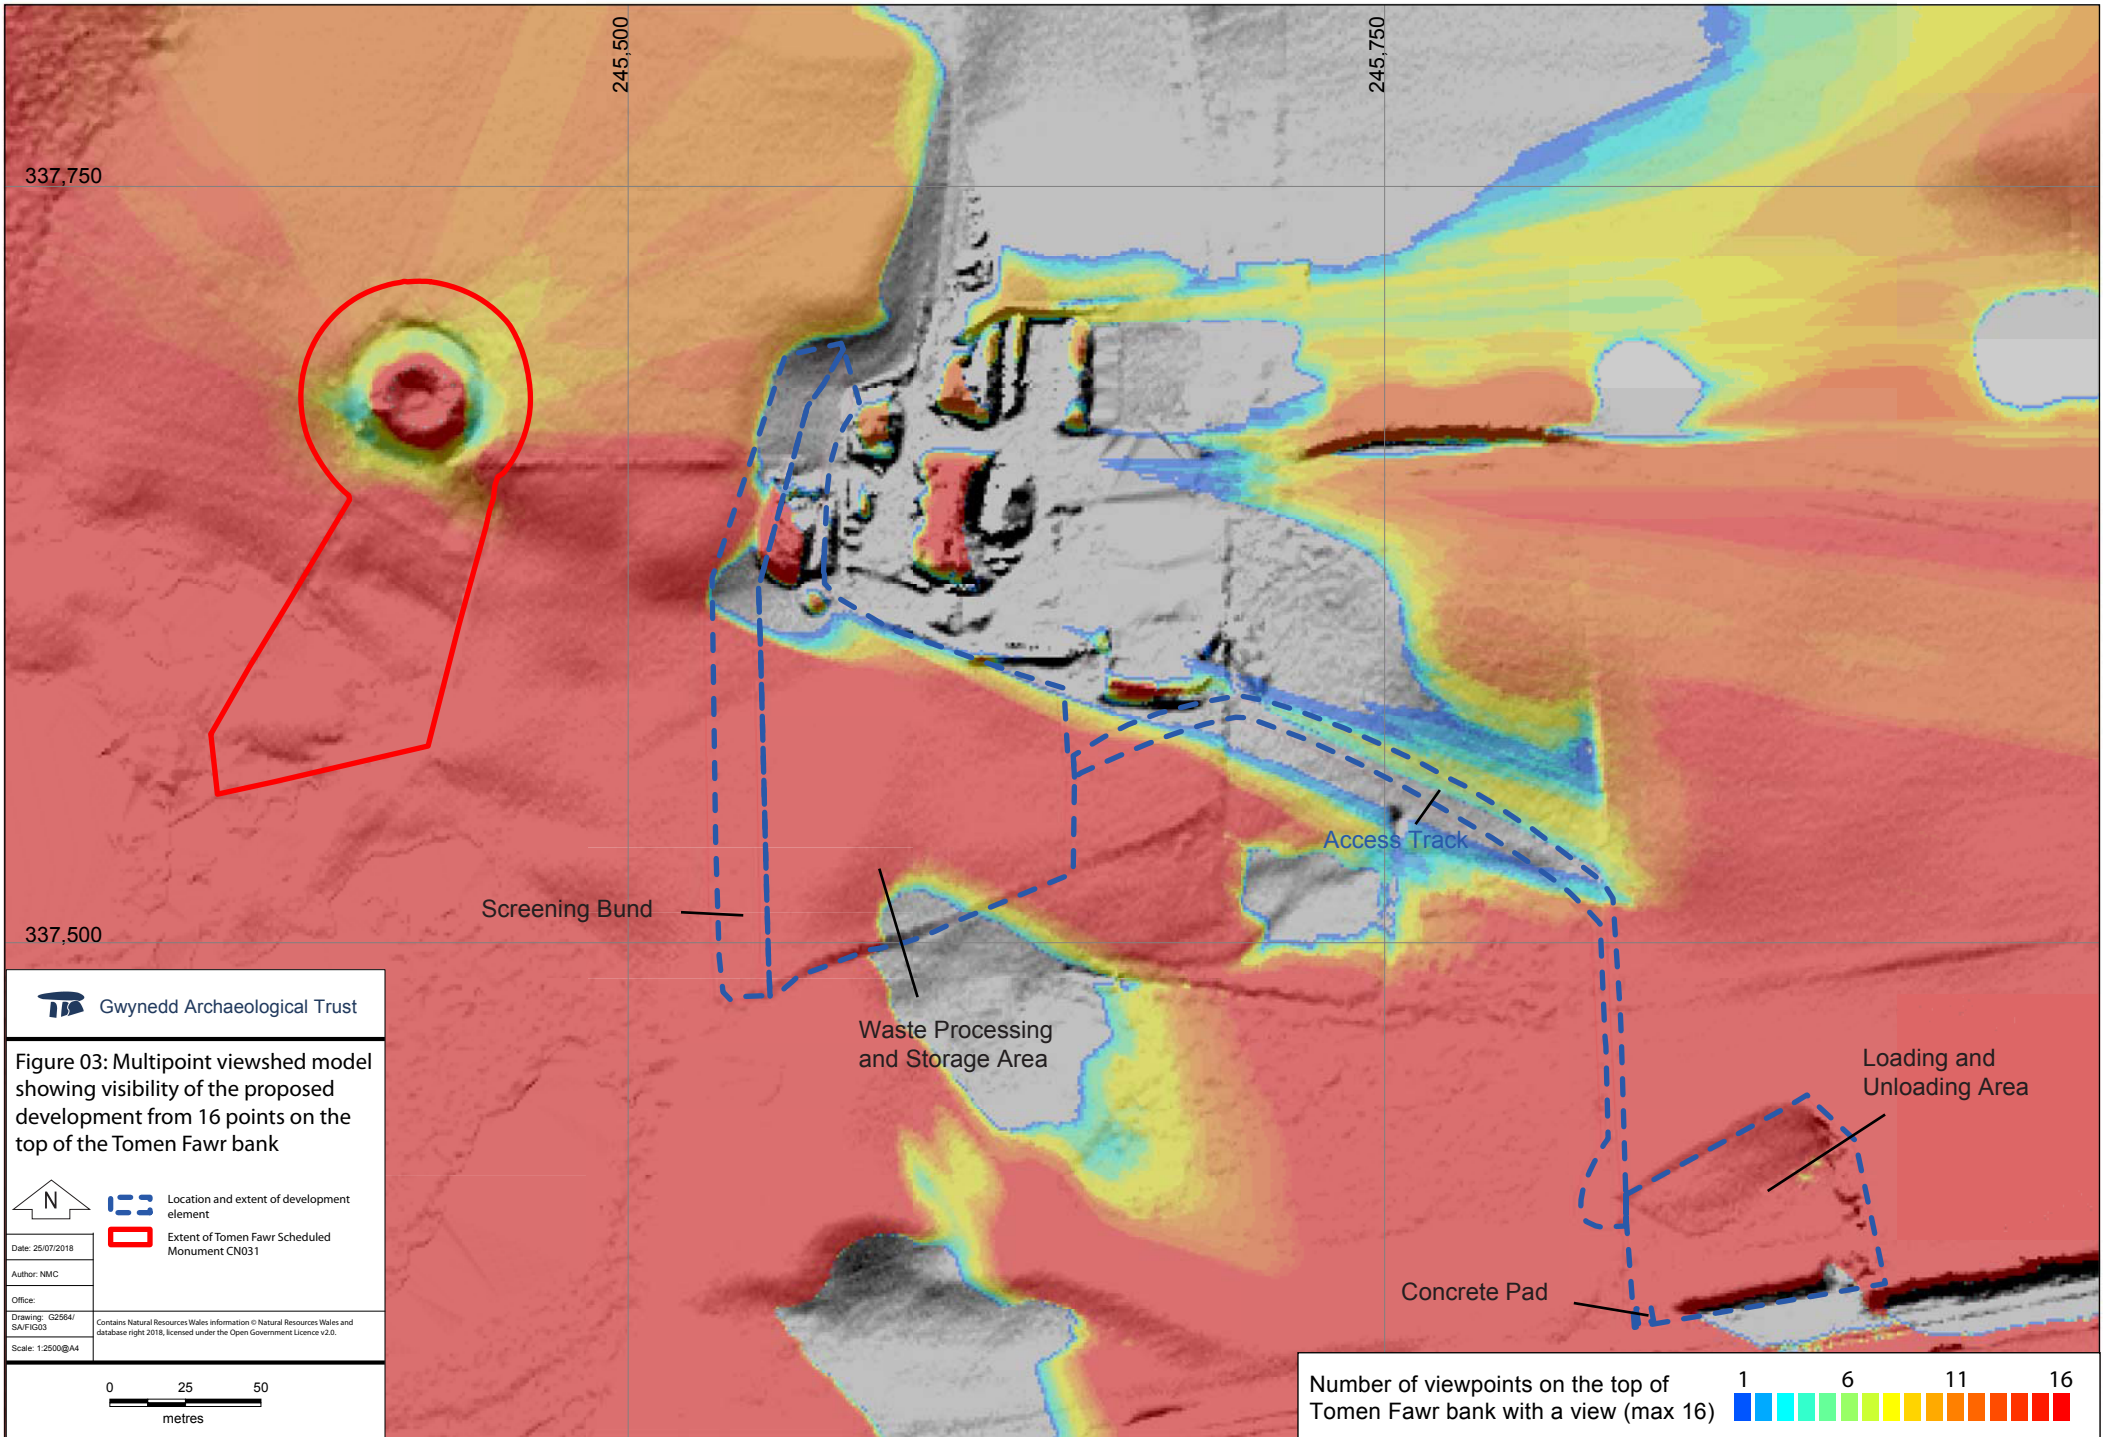 245,500
245,750
337,750
337,500
Access Track
Screening Bund
Waste Processing
and Storage Area
Loading and
Unloading Area
Concrete Pad
Gwynedd Archaeological Trust
Figure 03: Multipoint viewshed model
showing visibility of the proposed
development from 16 points on the
top of the Tomen Fawr bank
N
Location and extent of development
element
Extent of Tomen Fawr Scheduled
Monument CN031
Date: 25/07/2018
Author: NMC
Office:
Drawing: G2564/
SA/FIG03
Scale: 1:2500@A4
Contains Natural Resources Wales information © Natural Resources Wales and
database right 2018, licensed under the Open Government Licence v2.0.
0 25 50
metres
Number of viewpoints on the top of
Tomen Fawr bank with a view (max 16)
1 6 11 16